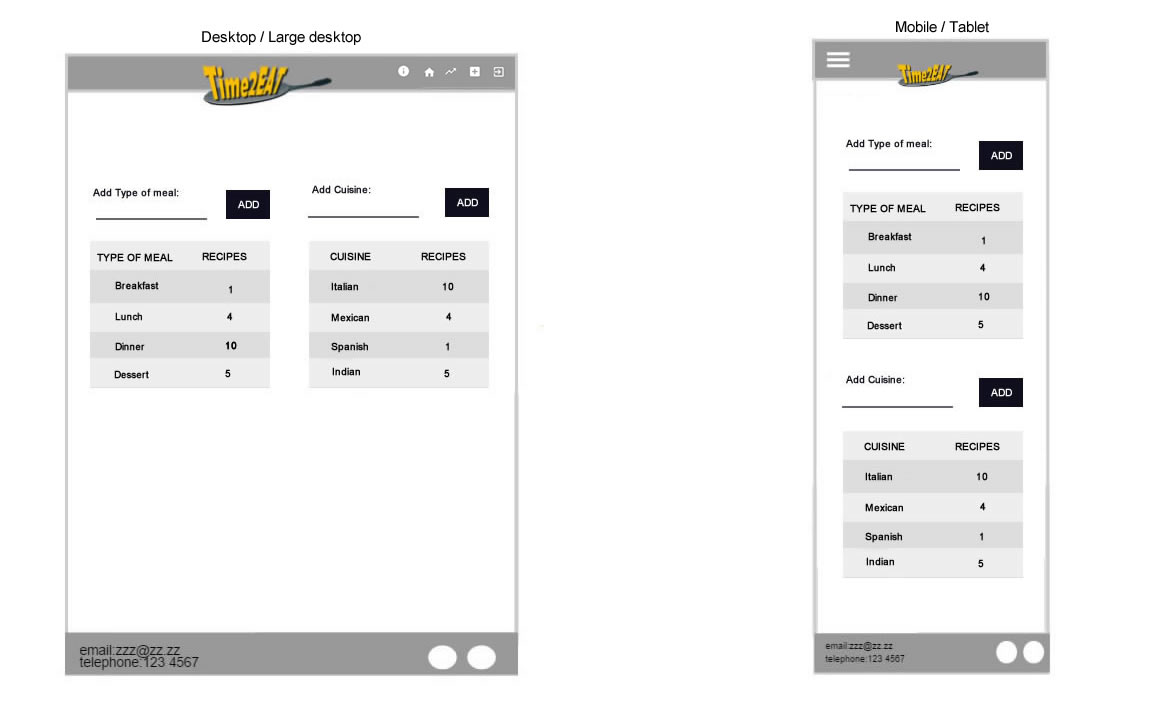 Desktop / Large desktop
Time2EAT
Add Type of meal:
ADD
Add Cuisine:
ADD
TYPE OF MEAL RECIPES
Breakfast 1
Lunch 4
Dinner 10
Dessert 5
CUISINE RECIPES
Italian 10
Mexican 4
Spanish 1
Indian 5
email:zzz@zz.zz
telephone:123 4567
Mobile / Tablet
Time2EAT
Add Type of meal:
ADD
TYPE OF MEAL RECIPES
Breakfast 1
Lunch 4
Dinner 10
Dessert 5
Add Cuisine:
ADD
CUISINE RECIPES
Italian 10
Mexican 4
Spanish 1
Indian 5
email:zzz@zz.zz
telephone:123 4567